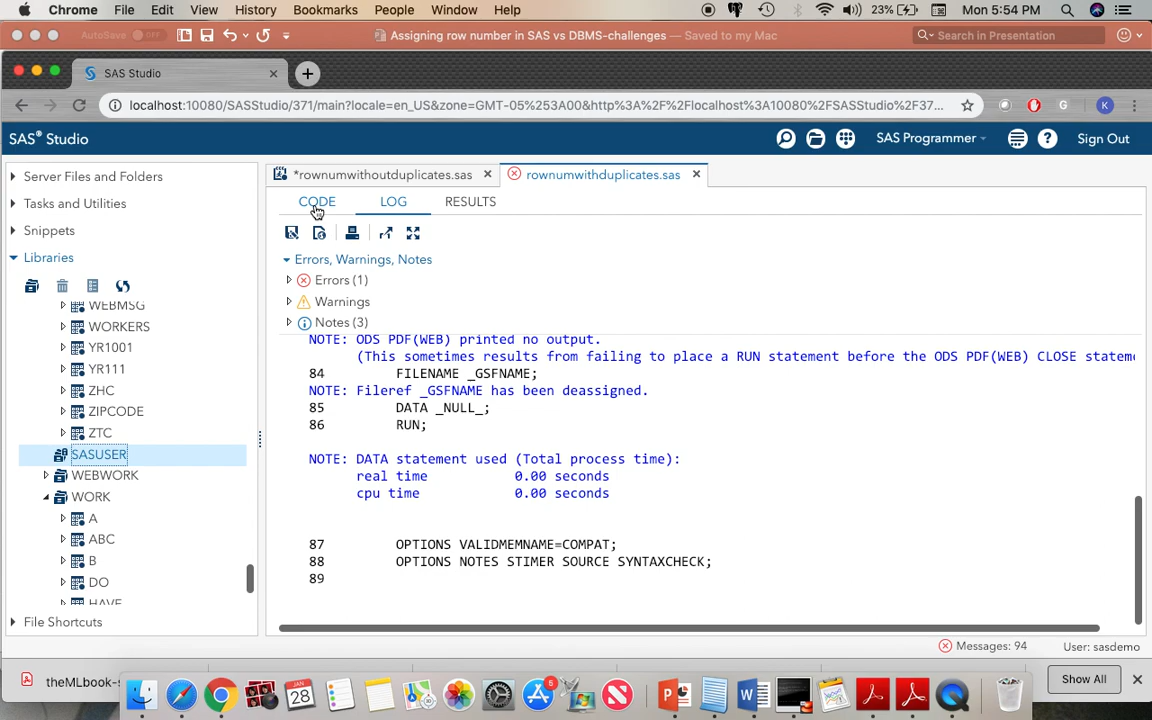 Chrome File Edit View History Bookmarks People Window Help 23% Mon 5:54 PM
AutoSave OFF Assigning row number in SAS vs DBMS-challenges — Saved to my Mac Search in Presentation
SAS Studio
localhost:10080/SASStudio/371/main?locale=en_US&zone=GMT-05%253A00&http%3A%2F%2Flocalhost%3A10080%2FSASStudio%2F37... G K
SAS® Studio SAS Programmer Sign Out
Server Files and Folders
Tasks and Utilities
Snippets
Libraries
WEBMSG
WORKERS
YR1001
YR111
ZHC
ZIPCODE
ZTC
SASUSER
WEBWORK
WORK
A
ABC
B
DO
HAVE
File Shortcuts
*rownumwithoutduplicates.sas rownumwithduplicates.sas
CODE LOG RESULTS
Errors, Warnings, Notes
Errors (1)
Warnings
Notes (3)
NOTE: ODS PDF(WEB) printed no output.
(This sometimes results from failing to place a RUN statement before the ODS PDF(WEB) CLOSE stateme
84 FILENAME _GSFNAME;
NOTE: Fileref _GSFNAME has been deassigned.
85 DATA _NULL_;
86 RUN;
NOTE: DATA statement used (Total process time):
real time 0.00 seconds
cpu time 0.00 seconds
87 OPTIONS VALIDMEMNAME=COMPAT;
88 OPTIONS NOTES STIMER SOURCE SYNTAXCHECK;
89
Messages: 94 User: sasdemo
theMLbook-s Show All
JAN
28
5